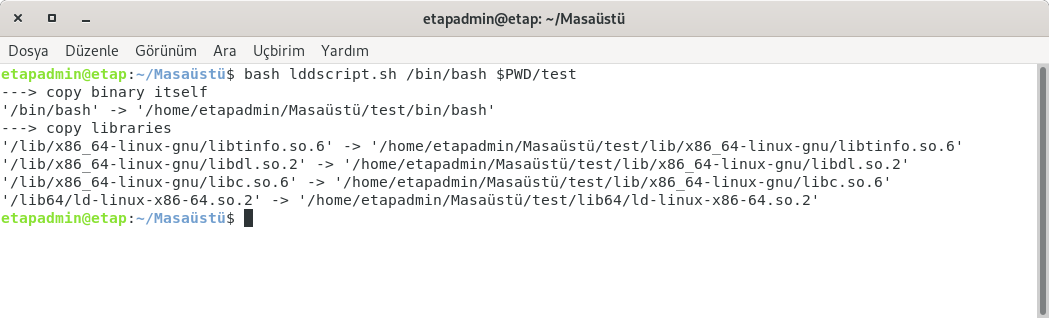 etapadmin@etap: ~/Masaüstü
Dosya Düzenle Görünüm Ara Uçbirim Yardım
etapadmin@etap:~/Masaüstü$ bash lddscript.sh /bin/bash $PWD/test
---> copy binary itself
'/bin/bash' -> '/home/etapadmin/Masaüstü/test/bin/bash'
---> copy libraries
'/lib/x86_64-linux-gnu/libtinfo.so.6' -> '/home/etapadmin/Masaüstü/test/lib/x86_64-linux-gnu/libtinfo.so.6'
'/lib/x86_64-linux-gnu/libdl.so.2' -> '/home/etapadmin/Masaüstü/test/lib/x86_64-linux-gnu/libdl.so.2'
'/lib/x86_64-linux-gnu/libc.so.6' -> '/home/etapadmin/Masaüstü/test/lib/x86_64-linux-gnu/libc.so.6'
'/lib64/ld-linux-x86-64.so.2' -> '/home/etapadmin/Masaüstü/test/lib64/ld-linux-x86-64.so.2'
etapadmin@etap:~/Masaüstü$